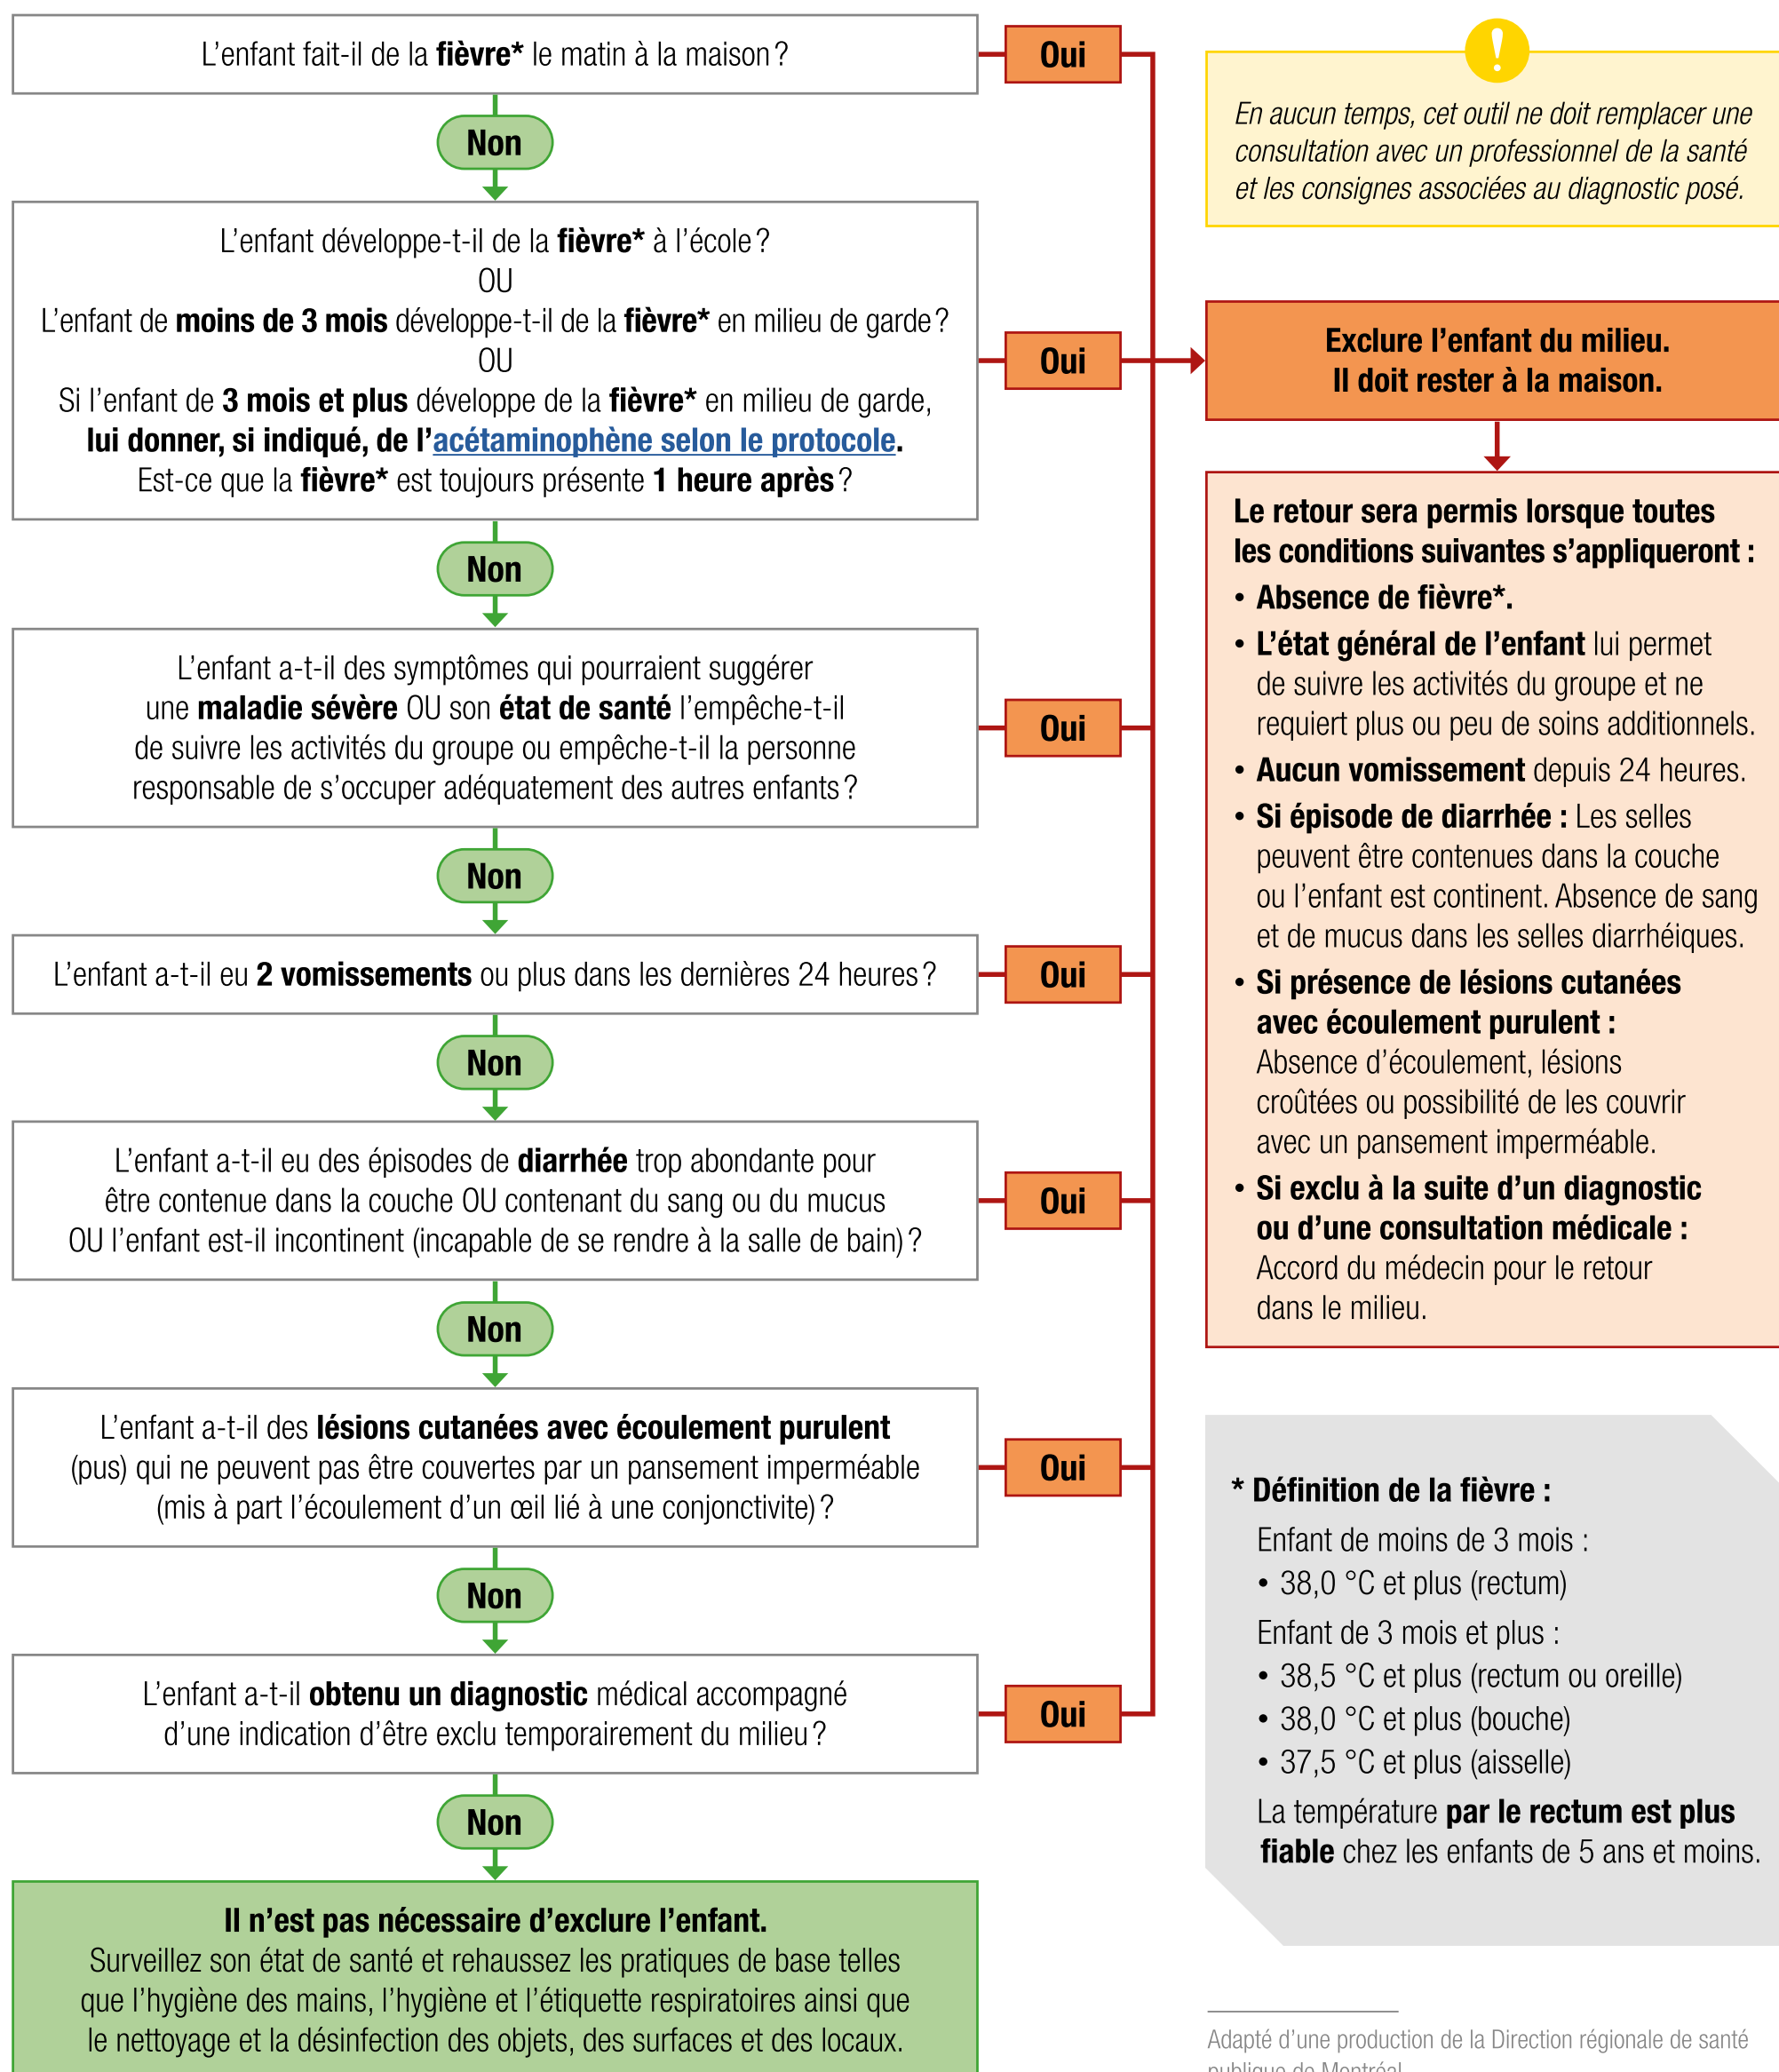 L’enfant fait-il de la fièvre* le matin à la maison ?
Oui
Non
L’enfant développe-t-il de la fièvre* à l’école ?
OU
L’enfant de moins de 3 mois développe-t-il de la fièvre* en milieu de garde ?
OU
Si l’enfant de 3 mois et plus développe de la fièvre* en milieu de garde,
lui donner, si indiqué, de l’acétaminophène selon le protocole.
Est-ce que la fièvre* est toujours présente 1 heure après ?
Oui
Non
L’enfant a-t-il des symptômes qui pourraient suggérer
une maladie sévère OU son état de santé l’empêche-t-il
de suivre les activités du groupe ou empêche-t-il la personne
responsable de s’occuper adéquatement des autres enfants ?
Oui
Non
L’enfant a-t-il eu 2 vomissements ou plus dans les dernières 24 heures ?
Oui
Non
L’enfant a-t-il eu des épisodes de diarrhée trop abondante pour
être contenue dans la couche OU contenant du sang ou du mucus
OU l’enfant est-il incontinent (incapable de se rendre à la salle de bain) ?
Oui
Non
L’enfant a-t-il des lésions cutanées avec écoulement purulent
(pus) qui ne peuvent pas être couvertes par un pansement imperméable
(mis à part l’écoulement d’un œil lié à une conjonctivite) ?
Oui
Non
L’enfant a-t-il obtenu un diagnostic médical accompagné
d’une indication d’être exclu temporairement du milieu ?
Oui
Non
Il n’est pas nécessaire d’exclure l’enfant.
Surveillez son état de santé et rehaussez les pratiques de base telles
que l’hygiène des mains, l’hygiène et l’étiquette respiratoires ainsi que
le nettoyage et la désinfection des objets, des surfaces et des locaux.
!
En aucun temps, cet outil ne doit remplacer une
consultation avec un professionnel de la santé
et les consignes associées au diagnostic posé.
Exclure l’enfant du milieu.
Il doit rester à la maison.
Le retour sera permis lorsque toutes
les conditions suivantes s’appliqueront :
• Absence de fièvre*.
• L’état général de l’enfant lui permet
de suivre les activités du groupe et ne
requiert plus ou peu de soins additionnels.
• Aucun vomissement depuis 24 heures.
• Si épisode de diarrhée : Les selles
peuvent être contenues dans la couche
ou l’enfant est continent. Absence de sang
et de mucus dans les selles diarrhéiques.
• Si présence de lésions cutanées
avec écoulement purulent :
Absence d’écoulement, lésions
croûtées ou possibilité de les couvrir
avec un pansement imperméable.
• Si exclu à la suite d’un diagnostic
ou d’une consultation médicale :
Accord du médecin pour le retour
dans le milieu.
* Définition de la fièvre :
Enfant de moins de 3 mois :
• 38,0 °C et plus (rectum)
Enfant de 3 mois et plus :
• 38,5 °C et plus (rectum ou oreille)
• 38,0 °C et plus (bouche)
• 37,5 °C et plus (aisselle)
La température par le rectum est plus
fiable chez les enfants de 5 ans et moins.
Adapté d’une production de la Direction régionale de santé
publique de Montréal